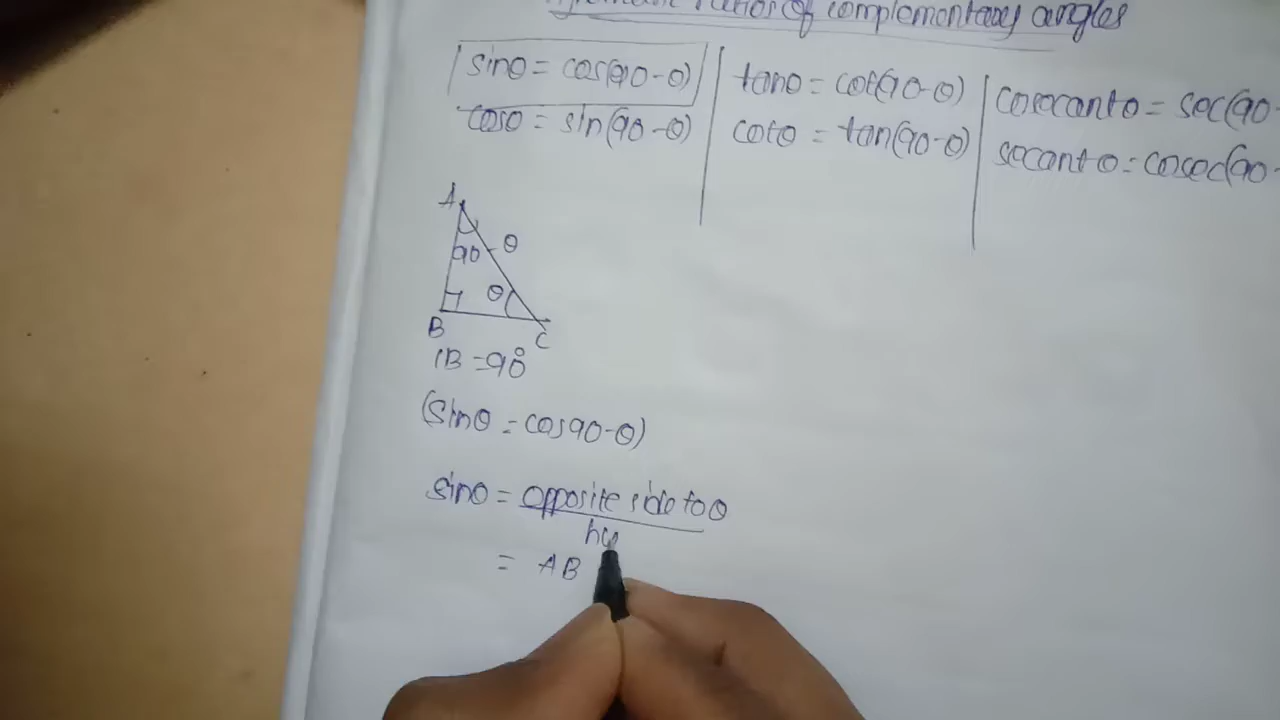 ratios of complementary angles
sinθ = cos(90-θ)
cosθ = sin(90-θ)
tanθ = cot(90-θ)
cotθ = tan(90-θ)
cosecantθ = sec(90-
secantθ = cosec(90-
A
90-θ
θ
B
C
∠B = 90°
(sinθ = cos90-θ)
sinθ = opposite side to θ
hy
= AB